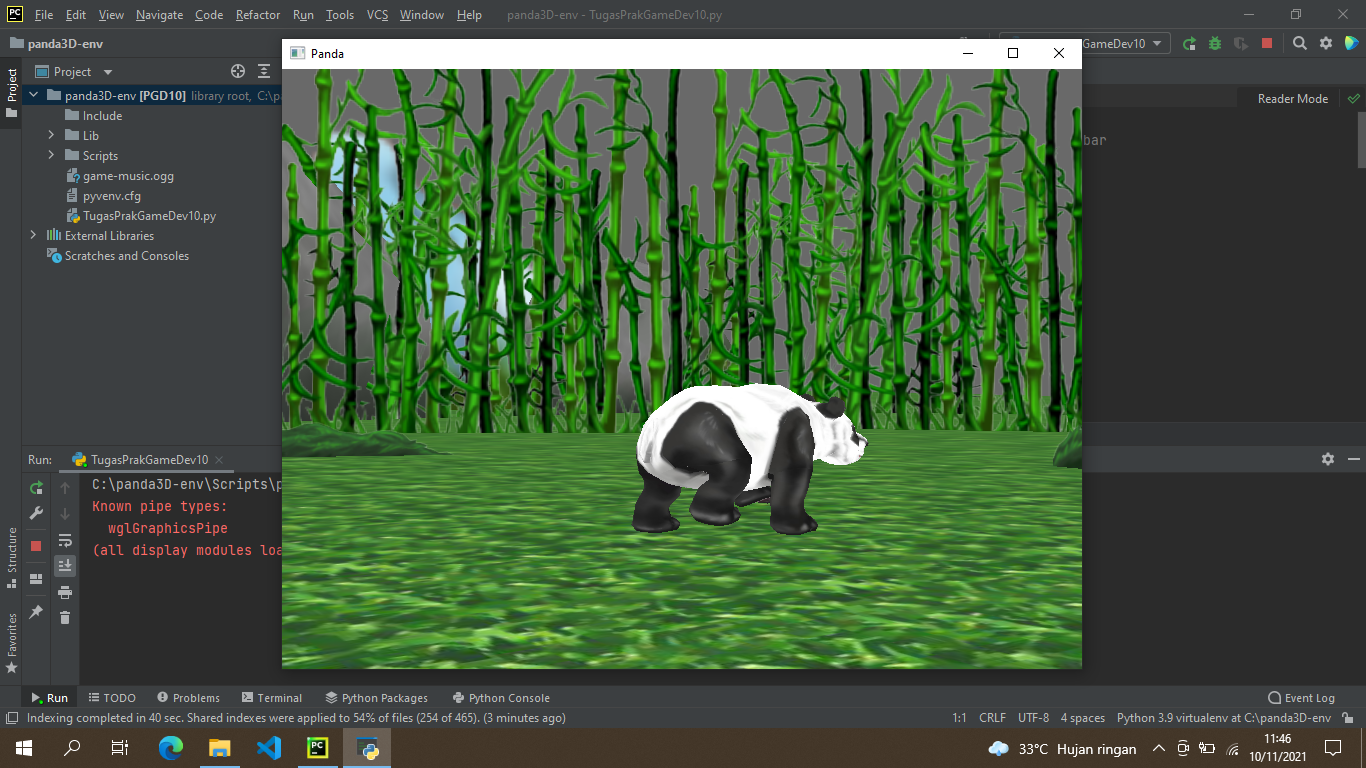 PC File Edit View Navigate Code Refactor Run Tools VCS Window Help panda3D-env - TugasPrakGameDev10.py
panda3D-env
GameDev10
Panda
Project
Project
Reader Mode
panda3D-env [PGD10] library root, C:\p
Include
Lib
Scripts
game-music.ogg
pyvenv.cfg
TugasPrakGameDev10.py
External Libraries
Scratches and Consoles
bar
Run: TugasPrakGameDev10
C:\panda3D-env\Scripts\p
Known pipe types:
wglGraphicsPipe
(all display modules loa
Structure
Favorites
Run TODO Problems Terminal Python Packages Python Console Event Log
Indexing completed in 40 sec. Shared indexes were applied to 54% of files (254 of 465). (3 minutes ago) 1:1 CRLF UTF-8 4 spaces Python 3.9 virtualenv at C:\panda3D-env
PC
33°C Hujan ringan
11:46
10/11/2021